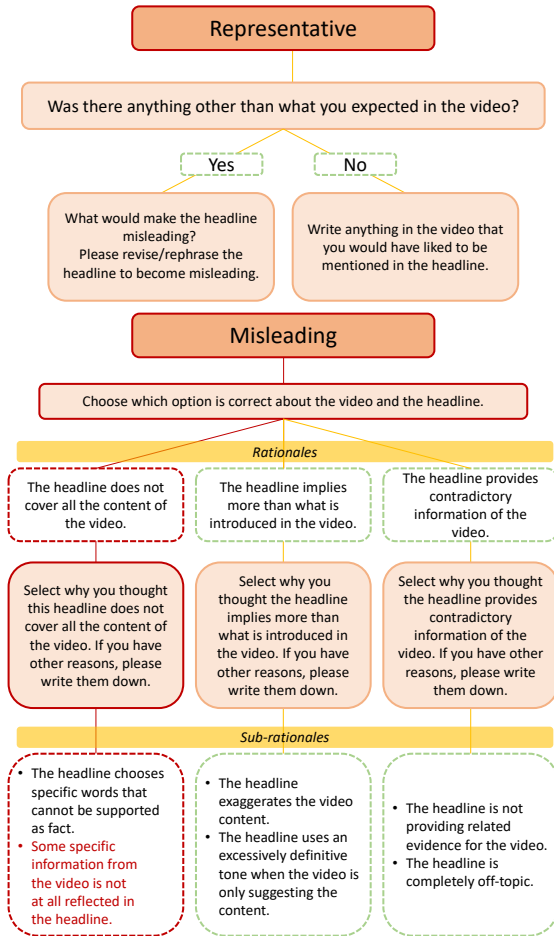 Representative
Was there anything other than what you expected in the video?
Yes
No
What would make the headline
misleading?
Please revise/rephrase the
headline to become misleading.
Write anything in the video that
you would have liked to be
mentioned in the headline.
Misleading
Choose which option is correct about the video and the headline.
Rationales
The headline does not
cover all the content of
the video.
The headline implies
more than what is
introduced in the video.
The headline provides
contradictory
information of the
video.
Select why you thought
this headline does not
cover all the content of
the video. If you have
other reasons, please
write them down.
Select why you
thought the headline
implies more than
what is introduced in
the video. If you have
other reasons, please
write them down.
Select why you thought
the headline provides
contradictory
information of the
video. If you have other
reasons, please write
them down.
Sub-rationales
• The headline chooses
specific words that
cannot be supported
as fact.
• Some specific
information from
the video is not
at all reflected in
the headline.
• The headline
exaggerates the video
content.
• The headline uses an
excessively definitive
tone when the video is
only suggesting the
content.
• The headline is not
providing related
evidence for the video.
• The headline is
completely off-topic.